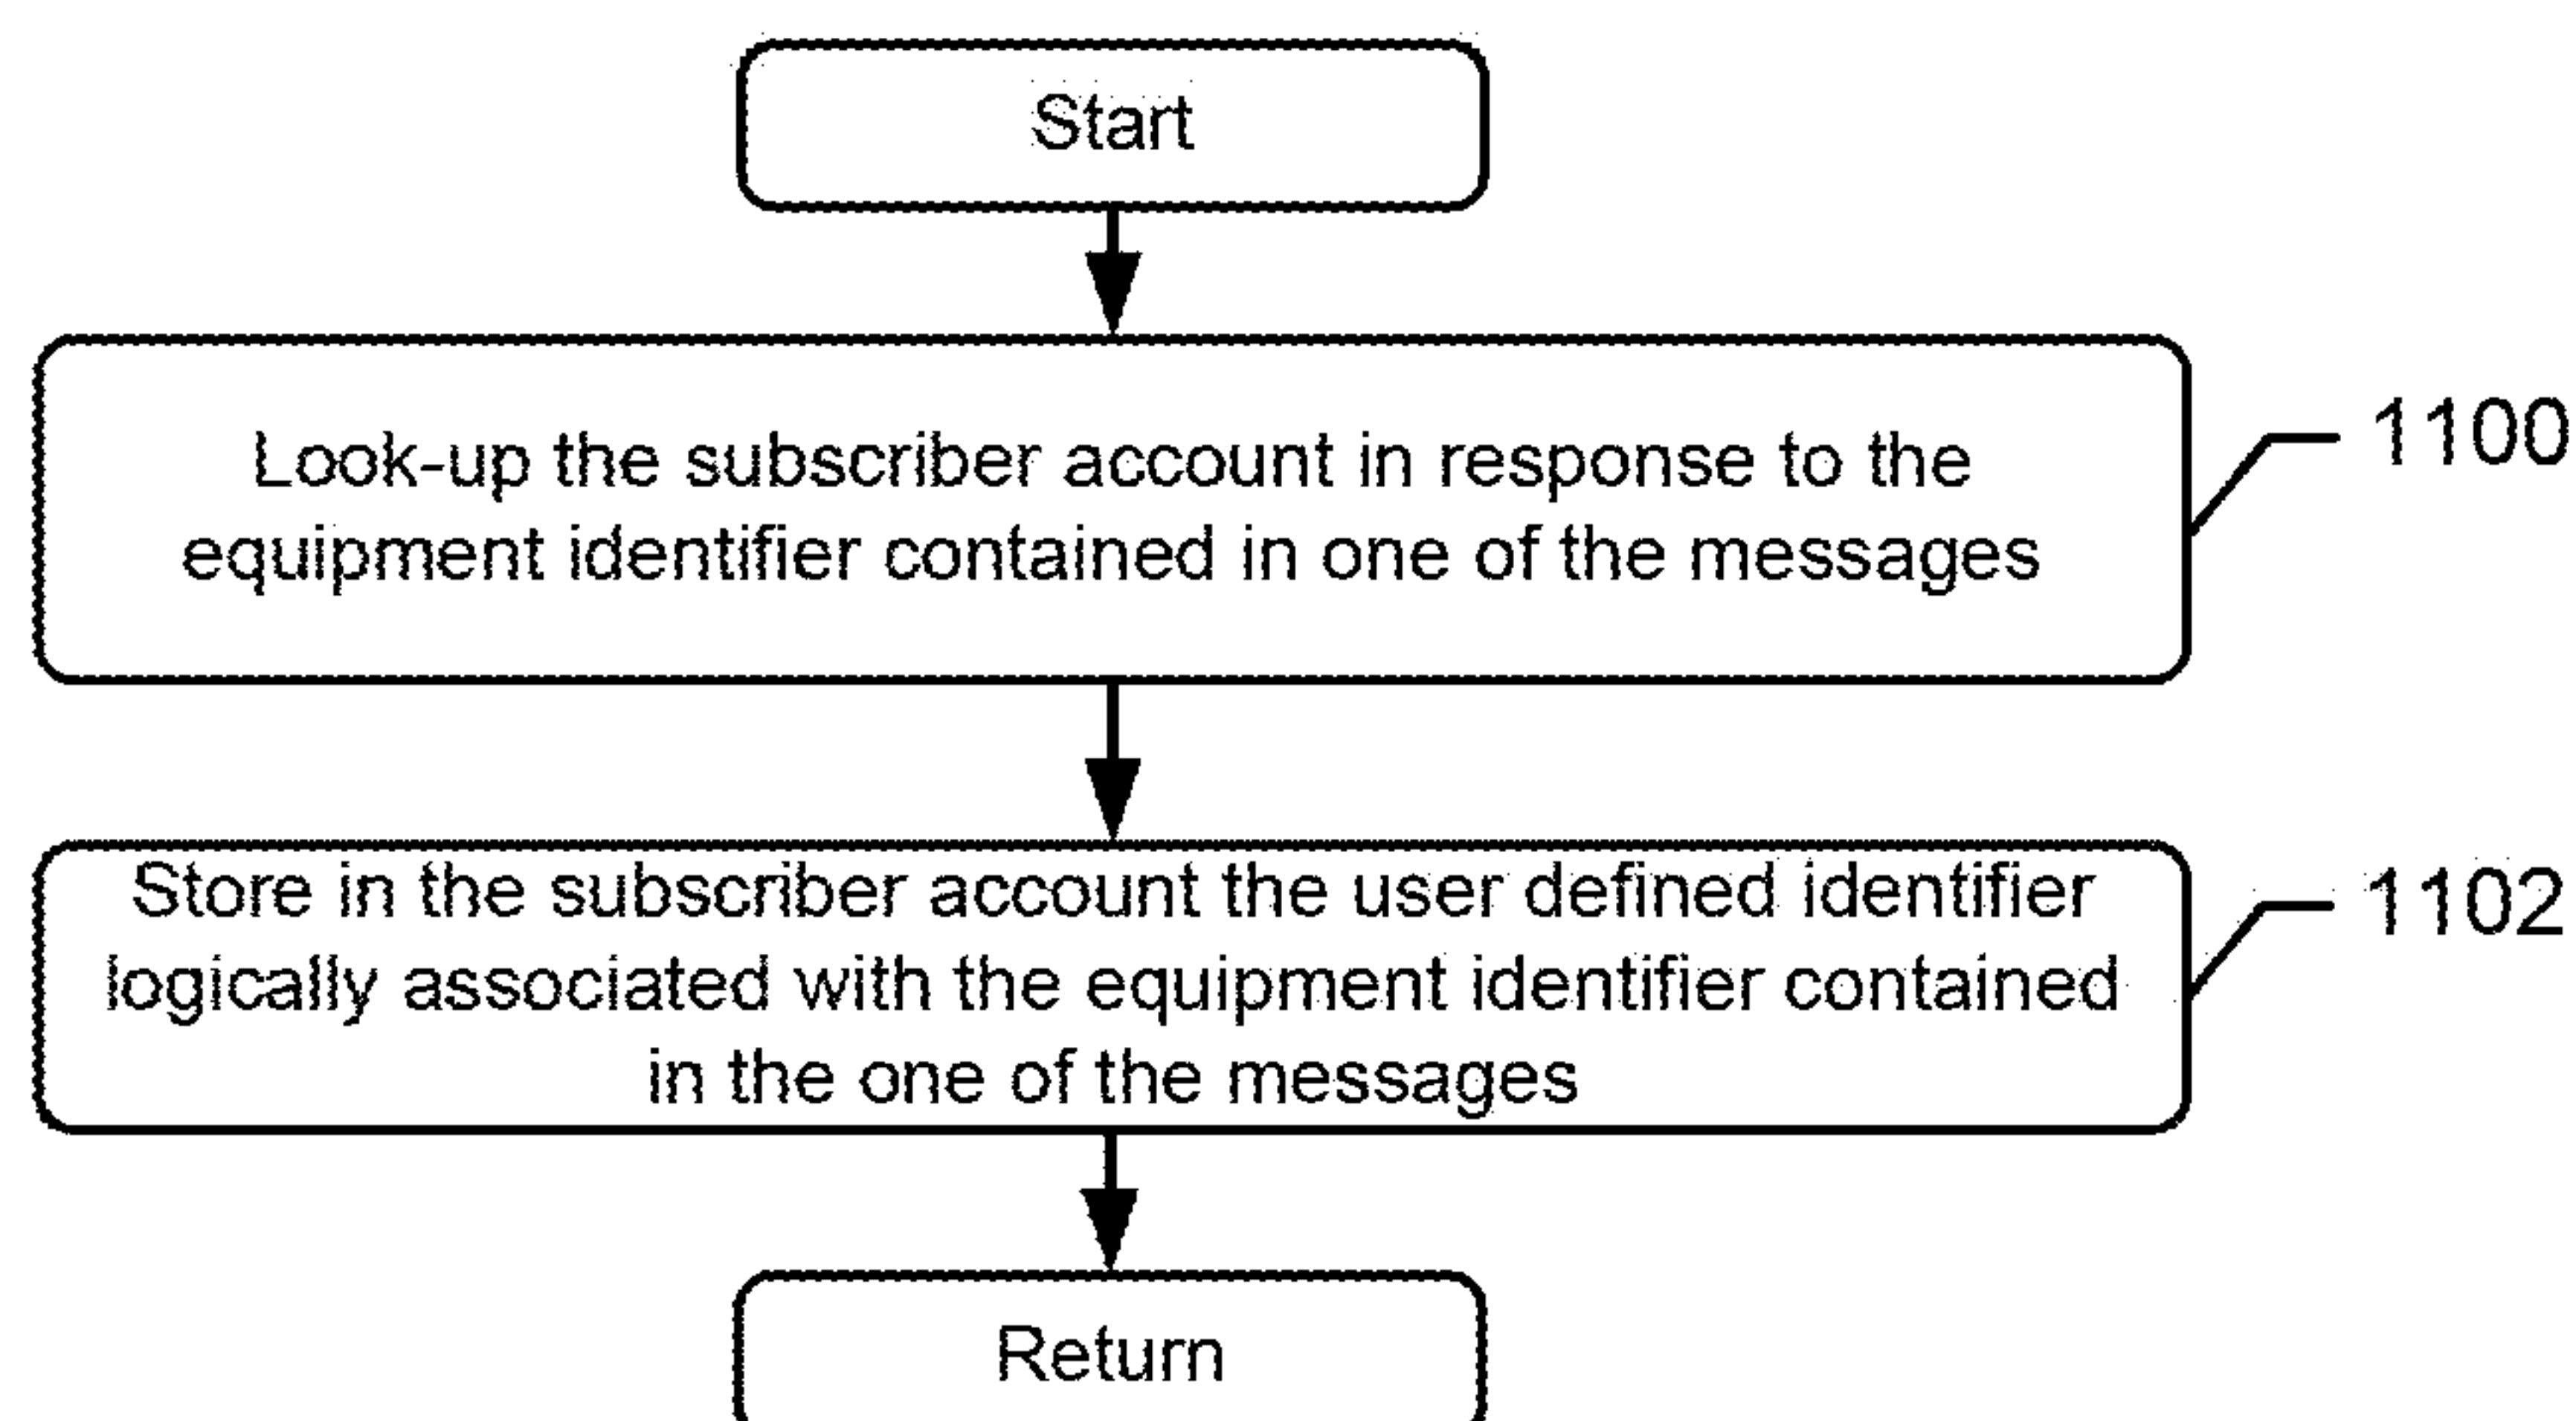 Start
Look-up the subscriber account in response to the
equipment identifier contained in one of the messages
1100
Store in the subscriber account the user defined identifier
logically associated with the equipment identifier contained
in the one of the messages
1102
Return